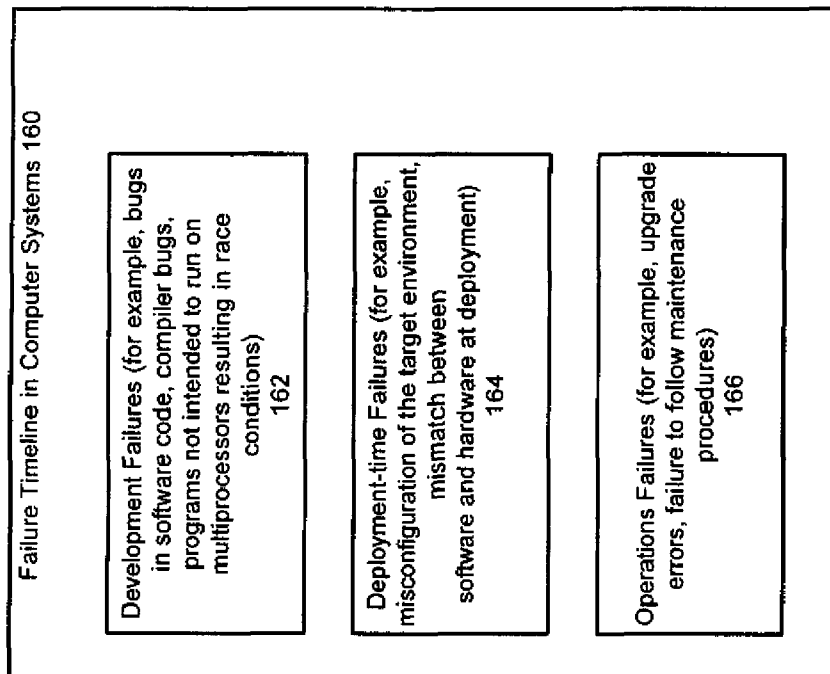 Failure Timeline in Computer Systems 160
Development Failures (for example, bugs
in software code, compiler bugs,
programs not intended to run on
multiprocessors resulting in race
conditions)
162
Deployment-time Failures (for example,
misconfiguration of the target environment,
mismatch between
software and hardware at deployment)
164
Operations Failures (for example, upgrade
errors, failure to follow maintenance
procedures)
166